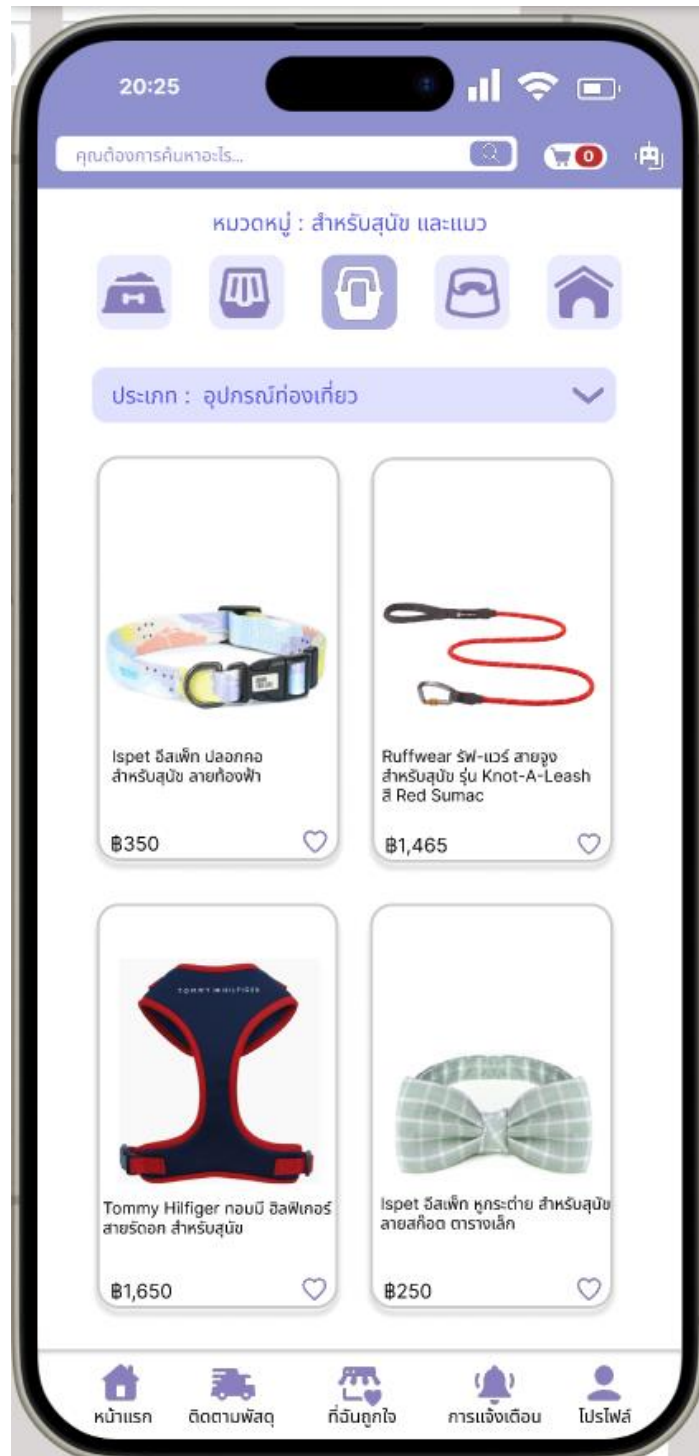 20:25
คุณต้องการค้นหาอะไร...
0
หมวดหมู่ : สำหรับสุนัข และแมว
ประเภท : อุปกรณ์ท่องเที่ยว
Ispet อีสเพ็ท ปลอกคอ
สำหรับสุนัข ลายท้องฟ้า
฿350
Ruffwear รัฟ-แวร์ สายจูง
สำหรับสุนัข รุ่น Knot-A-Leash
สี Red Sumac
฿1,465
TOMMY HILFIGER
Tommy Hilfiger ทอมมี ฮิลฟิเกอร์
สายรัดอก สำหรับสุนัข
฿1,650
Ispet อีสเพ็ท หูกระต่าย สำหรับสุนัข
ลายสก็อต ตารางเล็ก
฿250
หน้าแรก
ติดตามพัสดุ
ที่ฉันถูกใจ
การแจ้งเตือน
โปรไฟล์